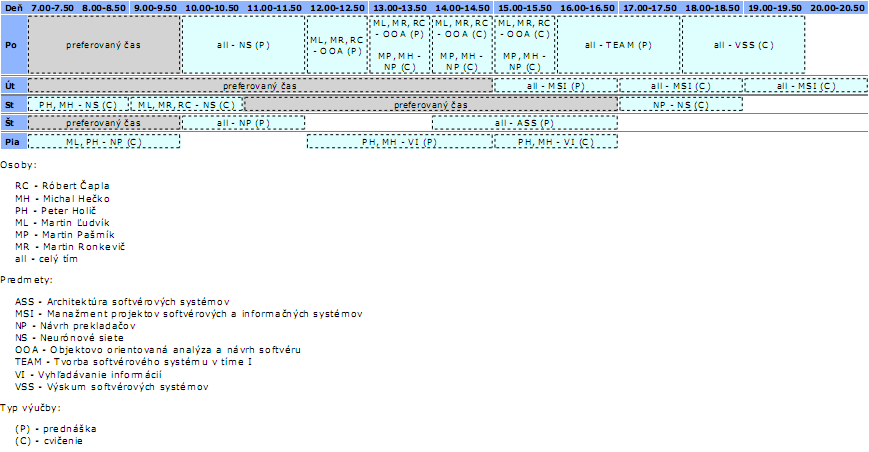 Deň 7.00-7.50 8.00-8.50 9.00-9.50 10.00-10.50 11.00-11.50 12.00-12.50 13.00-13.50 14.00-14.50 15.00-15.50 16.00-16.50 17.00-17.50 18.00-18.50 19.00-19.50 20.00-20.50
Po
preferovaný čas
all - NS (P)
ML, MR, RC
- OOA (P)
ML, MR, RC
- OOA (P)
MP, MH -
NP (C)
ML, MR, RC
- OOA (C)
MP, MH -
NP (C)
ML, MR, RC
- OOA (C)
MP, MH -
NP (C)
all - TEAM (P)
all - VSS (C)
Út
preferovaný čas
all - MSI (P)
all - MSI (C)
all - MSI (C)
St
PH, MH - NS (C)
ML, MR, RC - NS (C)
preferovaný čas
NP - NS (C)
Št
preferovaný čas
all - NP (P)
all - ASS (P)
Pia
ML, PH - NP (C)
PH, MH - VI (P)
PH, MH - VI (C)
Osoby:
RC - Róbert Čapla
MH - Michal Hečko
PH - Peter Holič
ML - Martin Ľudvík
MP - Martin Pašmík
MR - Martin Ronkevič
all - celý tím
Predmety:
ASS - Architektúra softvérových systémov
MSI - Manažment projektov softvérových a informačných systémov
NP - Návrh prekladačov
NS - Neurónové siete
OOA - Objektovo orientovaná analýza a návrh softvéru
TEAM - Tvorba softvérového systému v tíme I
VI - Vyhľadávanie informácií
VSS - Výskum softvérových systémov
Typ výučby:
(P) - prednáška
(C) - cvičenie